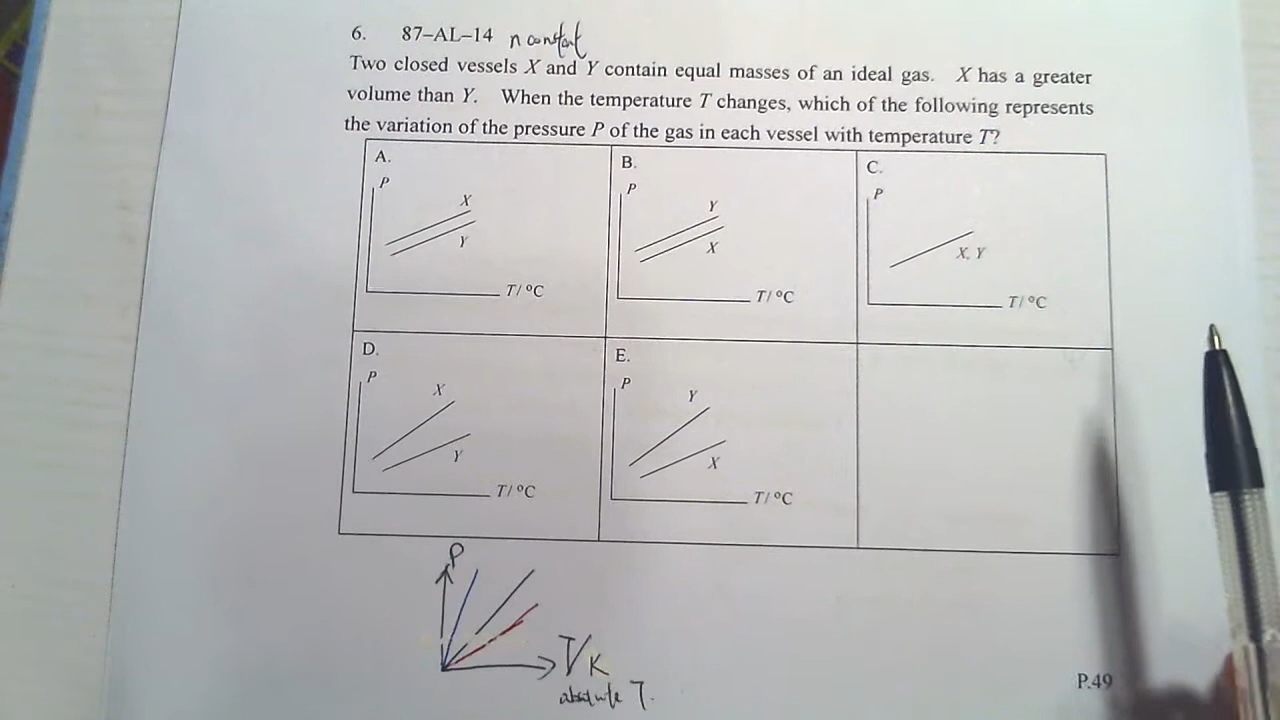 6. 87–AL–14 n constant
Two closed vessels X and Y contain equal masses of an ideal gas. X has a greater
volume than Y. When the temperature T changes, which of the following represents
the variation of the pressure P of the gas in each vessel with temperature T?
A.
P
X
Y
T/ °C
B.
P
Y
X
T/ °C
C.
P
X, Y
T/ °C
D.
P
X
Y
T/ °C
E.
P
Y
X
T/ °C
P
T/K
absolute T.
P.49